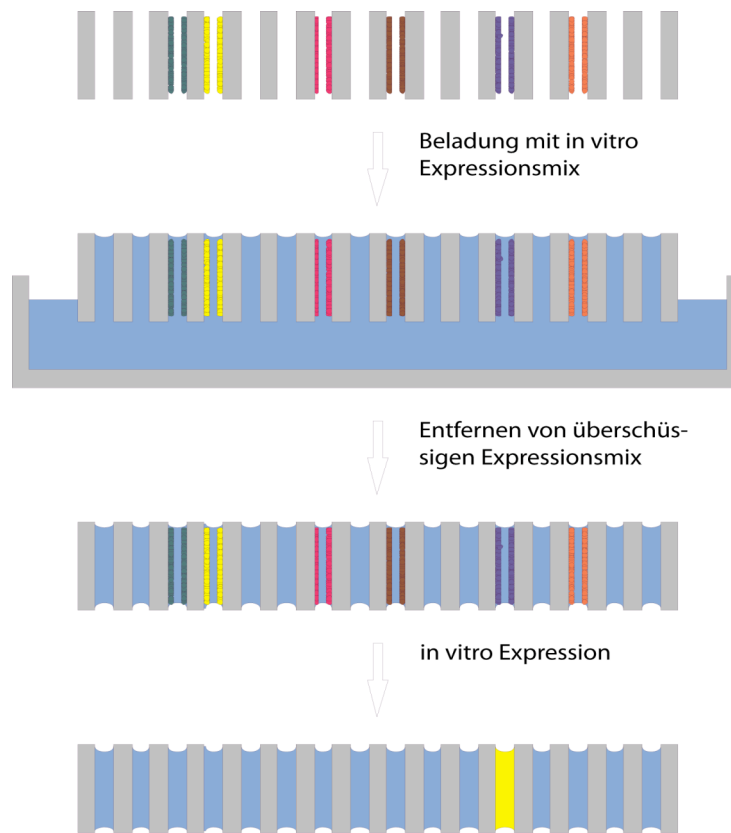 Beladung mit in vitro
Expressionsmix
Entfernen von überschüs-
sigen Expressionsmix
in vitro Expression